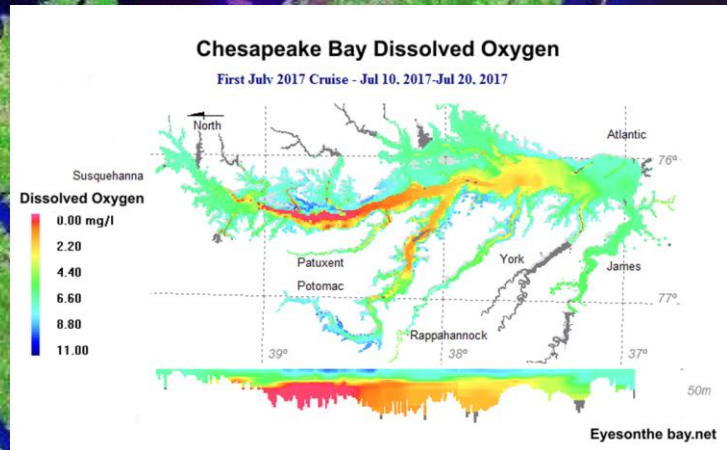 Chesapeake Bay Dissolved Oxygen
First July 2017 Cruise - Jul 10, 2017-Jul 20, 2017
North
Atlantic
Susquehanna
76°
Dissolved Oxygen
0.00 mg/l
2.20
4.40
6.60
8.80
11.00
Patuxent
York
James
Potomac
77°
Rappahannock
39°
38°
37°
50m
Eyesonthe bay.net